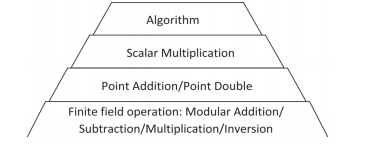 Algorithm
Scalar Multiplication
Point Addition/Point Double
Finite field operation: Modular Addition/
Subtraction/Multiplication/Inversion